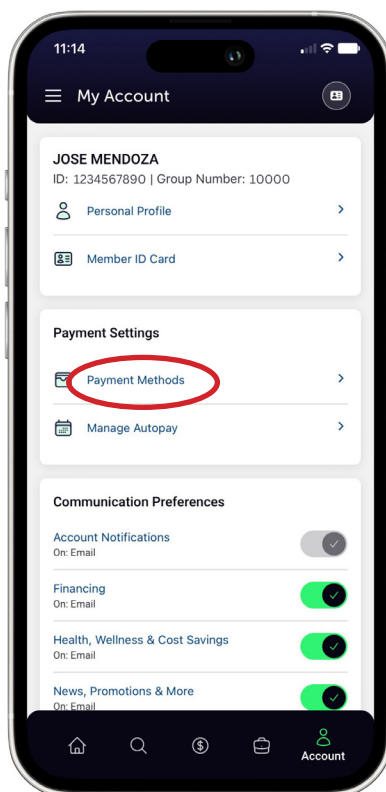 11:14
My Account
JOSE MENDOZA
ID: 1234567890 | Group Number: 10000
Personal Profile
Member ID Card
Payment Settings
Payment Methods
Manage Autopay
Communication Preferences
Account Notifications
On: Email
Financing
On: Email
Health, Wellness & Cost Savings
On: Email
News, Promotions & More
On: Email
Account